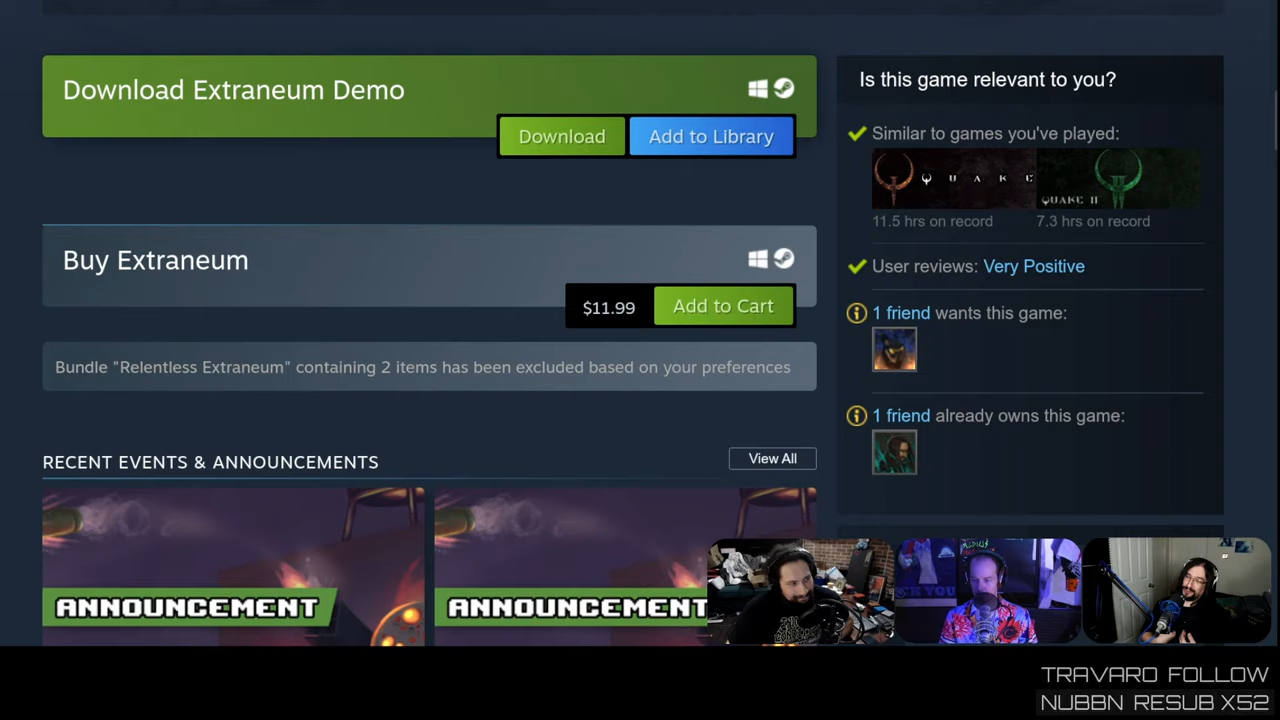 Download Extraneum Demo
Download
Add to Library
Buy Extraneum
$11.99
Add to Cart
Bundle "Relentless Extraneum" containing 2 items has been excluded based on your preferences
RECENT EVENTS & ANNOUNCEMENTS
View All
ANNOUNCEMENT
ANNOUNCEMENT
Is this game relevant to you?
Similar to games you've played:
QUAKE
QUAKE II
11.5 hrs on record
7.3 hrs on record
User reviews: Very Positive
1 friend wants this game:
1 friend already owns this game:
TRAVARO FOLLOW
NUBBN RESUB X52